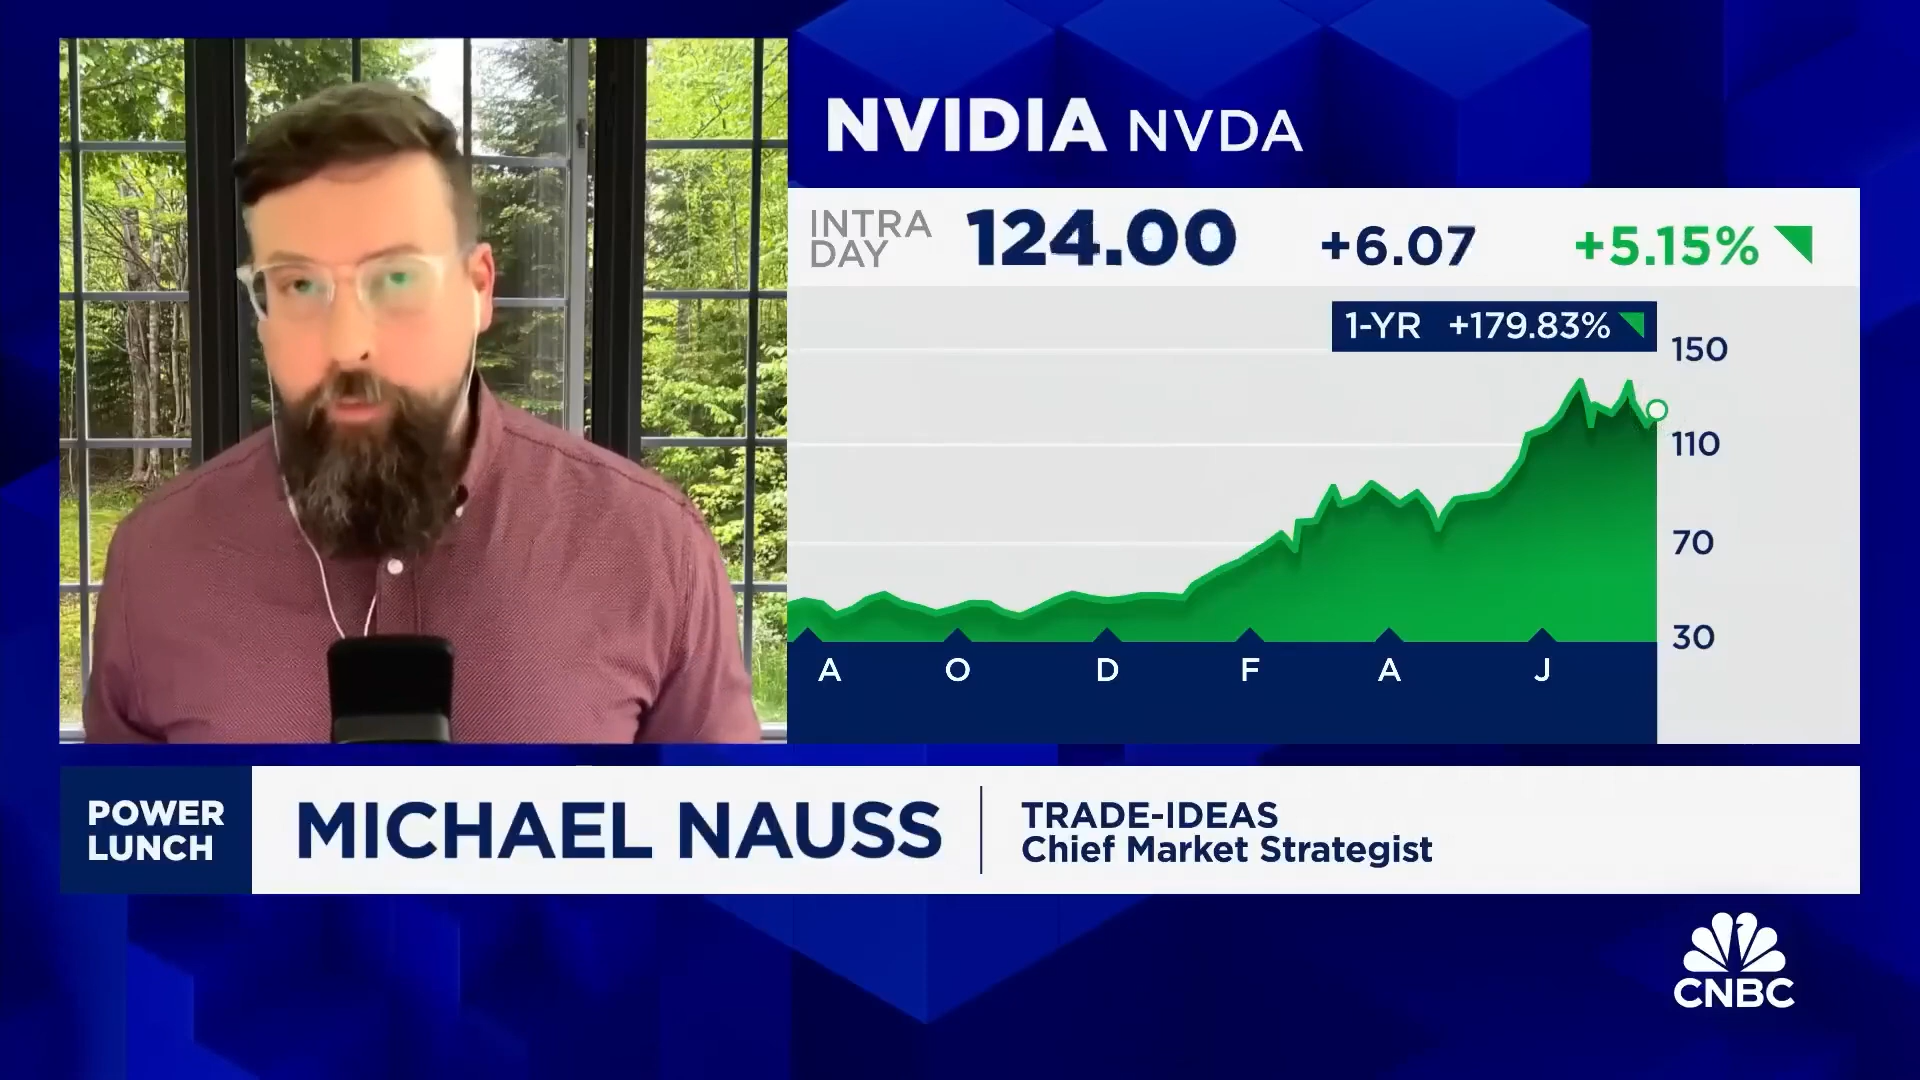 NVIDIA NVDA
INTRA
DAY
124.00 +6.07 +5.15%
1-YR +179.83%
150
110
70
30
A O D F A J
POWER
LUNCH
MICHAEL NAUSS
TRADE-IDEAS
Chief Market Strategist
CNBC